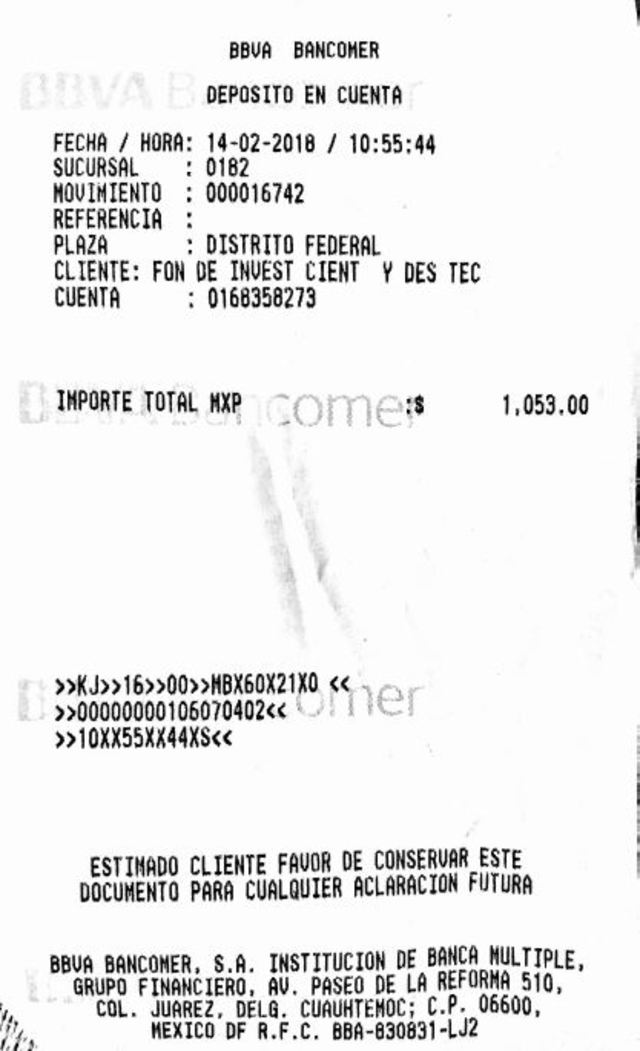 BBVA BANCOMER
DEPOSITO EN CUENTA
FECHA / HORA: 14-02-2018 / 10:55:44
SUCURSAL : 0182
MOVIMIENTO : 000016742
REFERENCIA :
PLAZA : DISTRITO FEDERAL
CLIENTE: FON DE INVEST CIENT Y DES TEC
CUENTA : 0168358273
IMPORTE TOTAL MXP :$ 1,053.00
>>KJ>>16>>00>>MBX60X21X0 <<
>>00000000106070402<<
>>10XX55XX44XS<<
ESTIMADO CLIENTE FAVOR DE CONSERVAR ESTE
DOCUMENTO PARA CUALQUIER ACLARACION FUTURA
BBVA BANCOMER, S.A. INSTITUCION DE BANCA MULTIPLE,
GRUPO FINANCIERO, AV. PASEO DE LA REFORMA 510,
COL. JUAREZ, DELG. CUAUHTEMOC; C.P. 06600,
MEXICO DF R.F.C. BBA-830831-LJ2